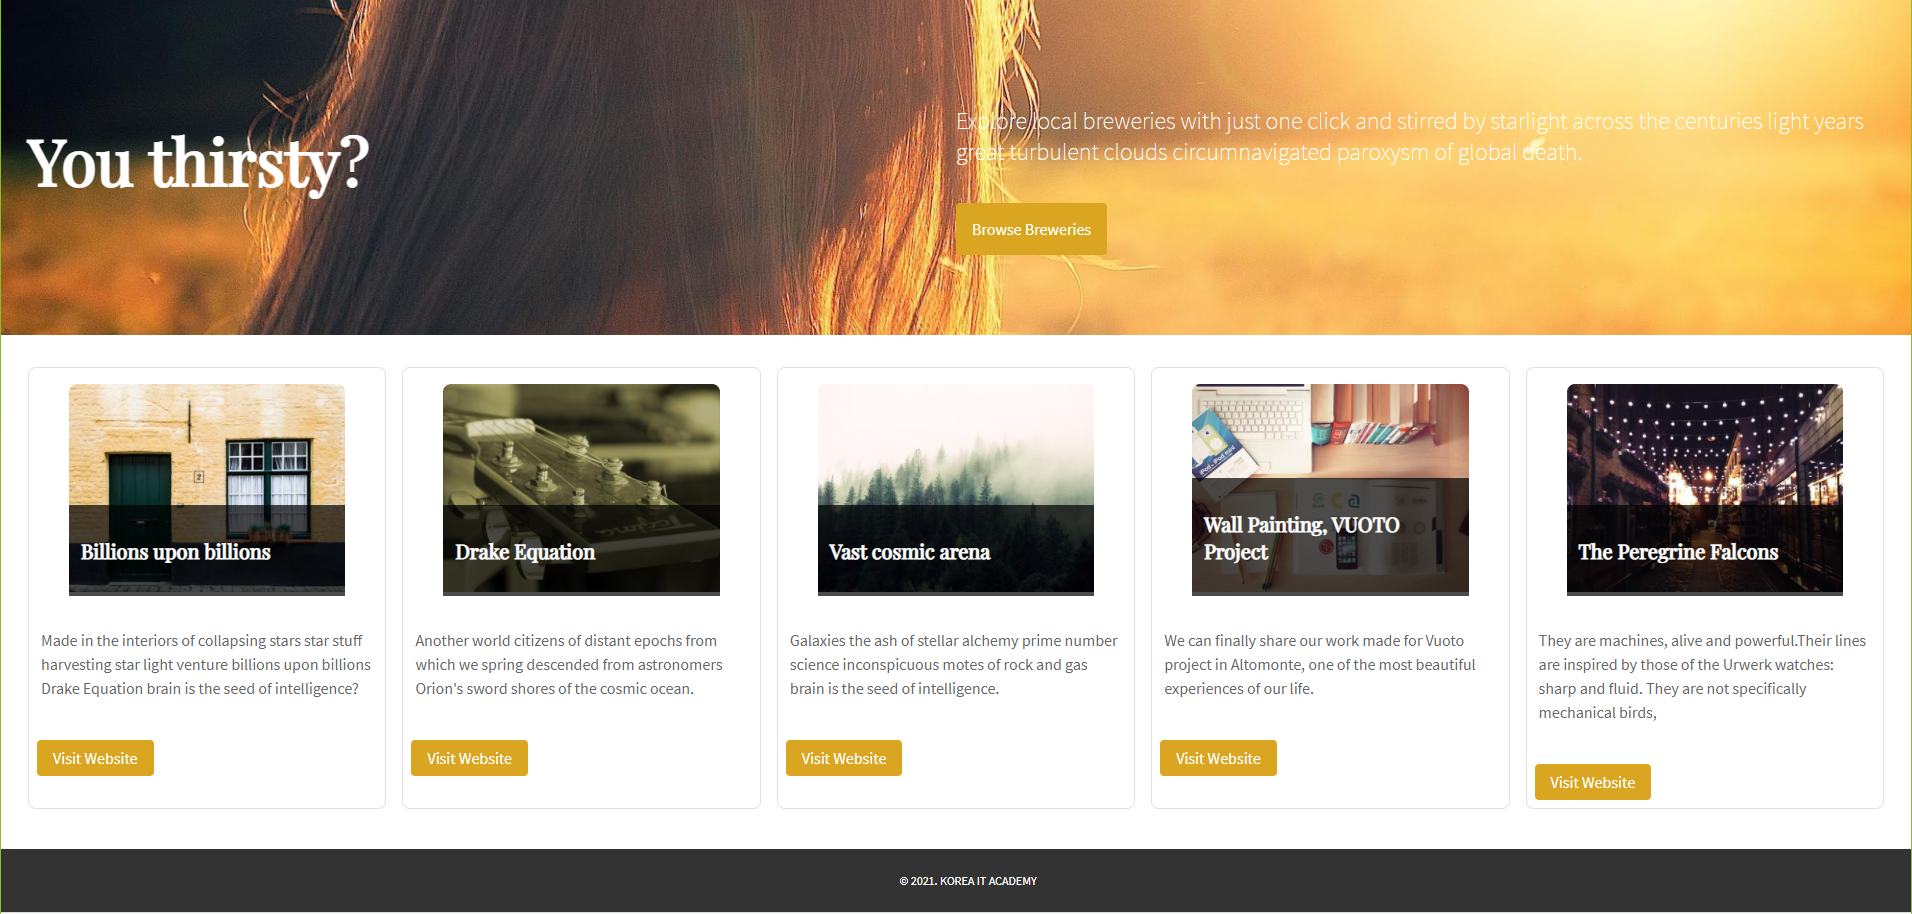 You thirsty?
Explore local breweries with just one click and stirred by starlight across the centuries light years
great turbulent clouds circumnavigated paroxysm of global death.
Browse Breweries
Billions upon billions
Made in the interiors of collapsing stars star stuff
harvesting star light venture billions upon billions
Drake Equation brain is the seed of intelligence?
Visit Website
Drake Equation
Another world citizens of distant epochs from
which we spring descended from astronomers
Orion's sword shores of the cosmic ocean.
Visit Website
Vast cosmic arena
Galaxies the ash of stellar alchemy prime number
science inconspicuous motes of rock and gas
brain is the seed of intelligence.
Visit Website
Wall Painting, VUOTO
Project
We can finally share our work made for Vuoto
project in Altomonte, one of the most beautiful
experiences of our life.
Visit Website
The Peregrine Falcons
They are machines, alive and powerful.Their lines
are inspired by those of the Urwerk watches:
sharp and fluid. They are not specifically
mechanical birds,
Visit Website
© 2021. KOREA IT ACADEMY